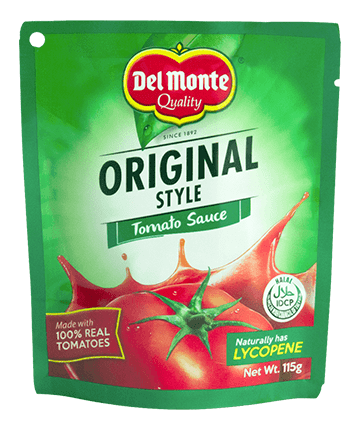 Del Monte
Quality
SINCE 1892
ORIGINAL
STYLE
Tomato Sauce
HALAL
حلال
IDCP
Made with
100% REAL
TOMATOES
Naturally has
LYCOPENE
Net Wt. 115g